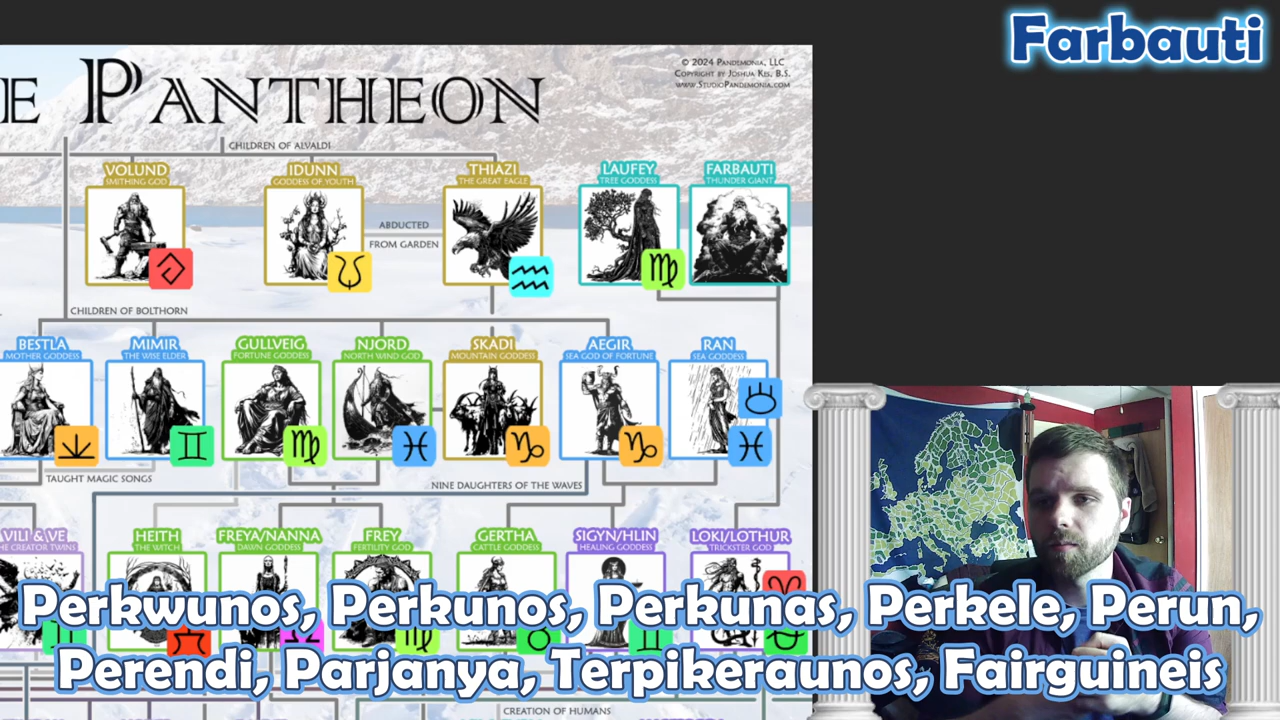 Farbauti
E PANTHEON
© 2024 PANDEMONIA, LLC
COPYRIGHT BY JOSHUA KES, B.S.
WWW.STUDIOPANDEMONIA.COM
CHILDREN OF ALVALDI
VOLUND
SMITHING GOD
IDUNN
GODDESS OF YOUTH
THIAZI
THE GREAT EAGLE
LAUFEY
TREE GODDESS
FARBAUTI
THUNDER GIANT
ABDUCTED
FROM GARDEN
CHILDREN OF BOLTHORN
BESTLA
MOTHER GODDESS
MIMIR
THE WISE ELDER
GULLVEIG
FORTUNE GODDESS
NJORD
NORTH WIND GOD
SKADI
MOUNTAIN GODDESS
AEGIR
SEA GOD OF FORTUNE
RAN
SEA GODDESS
TAUGHT MAGIC SONGS
NINE DAUGHTERS OF THE WAVES
VILI & VE
HE CREATOR TWINS
HEITH
THE WITCH
FREYA/NANNA
DAWN GODDESS
FREY
FERTILITY GOD
GERTHA
CATTLE GODDESS
SIGYN/HLIN
HEALING GODDESS
LOKI/LOTHUR
TRICKSTER GOD
Perkwunos, Perkunos, Perkunas, Perkele, Perun,
Perendi, Parjanya, Terpikeraunos, Fairguineis
CREATION OF HUMANS